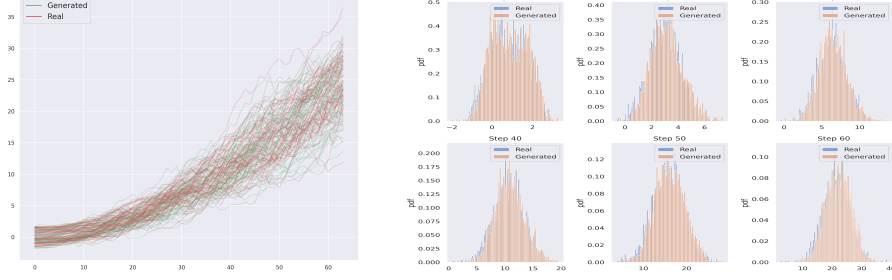 Generated
Real
35
30
25
20
15
10
5
0
0 10 20 30 40 50 60
Real
Generated
pdf
0.5
0.4
0.3
0.2
0.1
0.0
−2 0 2
Real
Generated
pdf
0.40
0.35
0.30
0.25
0.20
0.15
0.10
0.05
0.00
0 2 4 6
Real
Generated
pdf
0.30
0.25
0.20
0.15
0.10
0.05
0.00
0 5 10
Step 40
Real
Generated
pdf
0.200
0.175
0.150
0.125
0.100
0.075
0.050
0.025
0.000
0 5 10 15 20
Step 50
Real
Generated
pdf
0.12
0.10
0.08
0.06
0.04
0.02
0.00
10 20
Step 60
Real
Generated
pdf
0.10
0.08
0.06
0.04
0.02
0.00
0 10 20 30